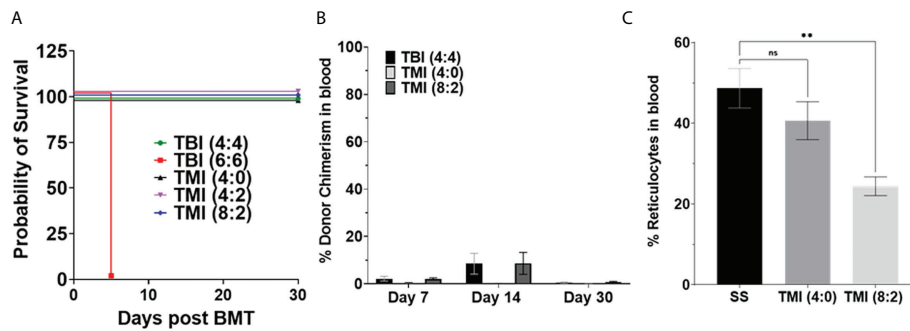 A
Probability of Survival
125
100
75
50
25
0
0
10
20
30
Days post BMT
TBI (4:4)
TBI (6:6)
TMI (4:0)
TMI (4:2)
TMI (8:2)
B
% Donor Chimerism in blood
100
80
60
40
20
0
TBI (4:4)
TMI (4:0)
TMI (8:2)
Day 7
Day 14
Day 30
C
% Reticulocytes in blood
60
40
20
0
**
ns
SS
TMI (4:0)
TMI (8:2)